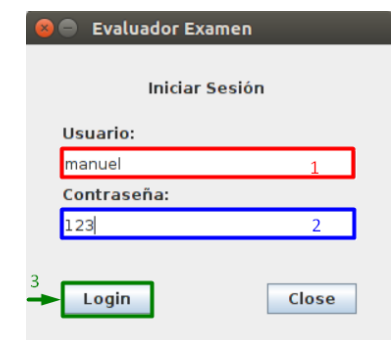 Evaluador Examen
Iniciar Sesión
Usuario:
manuel 1
Contraseña:
123 2
3
Login Close